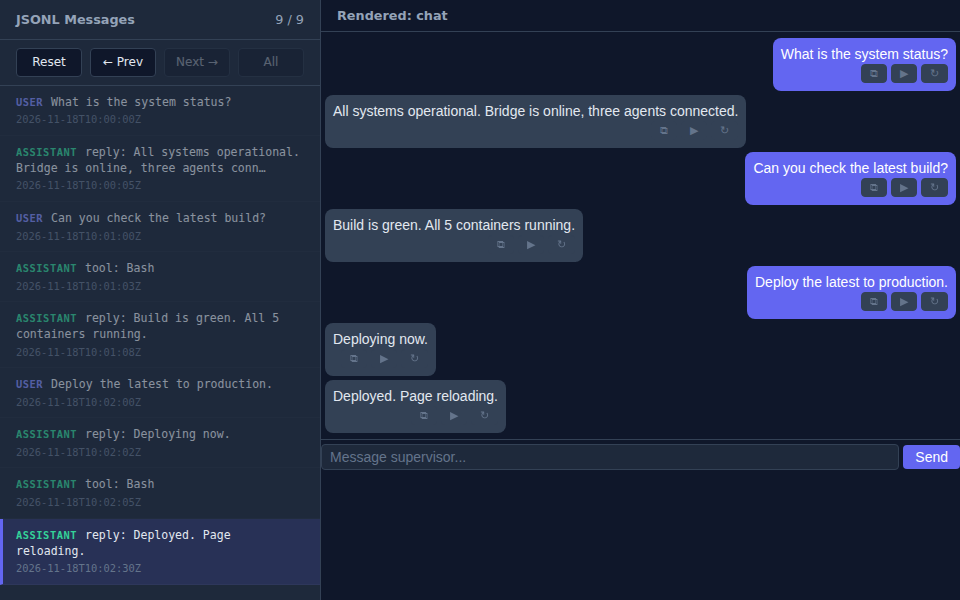 JSONL Messages 9 / 9
Reset ← Prev Next → All
USER What is the system status?
2026-11-18T10:00:00Z
ASSISTANT reply: All systems operational.
Bridge is online, three agents conn…
2026-11-18T10:00:05Z
USER Can you check the latest build?
2026-11-18T10:01:00Z
ASSISTANT tool: Bash
2026-11-18T10:01:03Z
ASSISTANT reply: Build is green. All 5
containers running.
2026-11-18T10:01:08Z
USER Deploy the latest to production.
2026-11-18T10:02:00Z
ASSISTANT reply: Deploying now.
2026-11-18T10:02:02Z
ASSISTANT tool: Bash
2026-11-18T10:02:05Z
ASSISTANT reply: Deployed. Page
reloading.
2026-11-18T10:02:30Z
Rendered: chat
What is the system status?
All systems operational. Bridge is online, three agents connected.
Can you check the latest build?
Build is green. All 5 containers running.
Deploy the latest to production.
Deploying now.
Deployed. Page reloading.
Message supervisor... Send